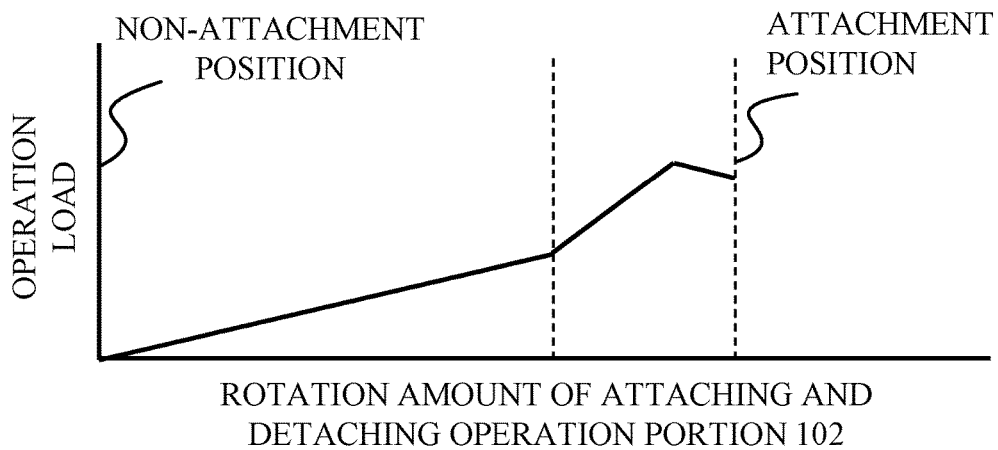 NON-ATTACHMENT
POSITION
ATTACHMENT
POSITION
OPERATION
LOAD
ROTATION AMOUNT OF ATTACHING AND
DETACHING OPERATION PORTION 102